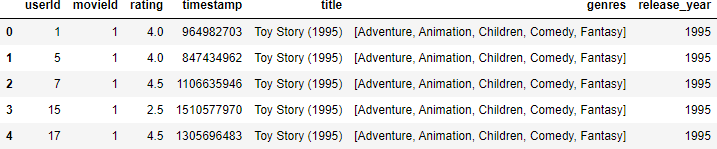 userId movieId rating timestamp title genres release_year
0 1 1 4.0 964982703 Toy Story (1995) [Adventure, Animation, Children, Comedy, Fantasy] 1995
1 5 1 4.0 847434962 Toy Story (1995) [Adventure, Animation, Children, Comedy, Fantasy] 1995
2 7 1 4.5 1106635946 Toy Story (1995) [Adventure, Animation, Children, Comedy, Fantasy] 1995
3 15 1 2.5 1510577970 Toy Story (1995) [Adventure, Animation, Children, Comedy, Fantasy] 1995
4 17 1 4.5 1305696483 Toy Story (1995) [Adventure, Animation, Children, Comedy, Fantasy] 1995